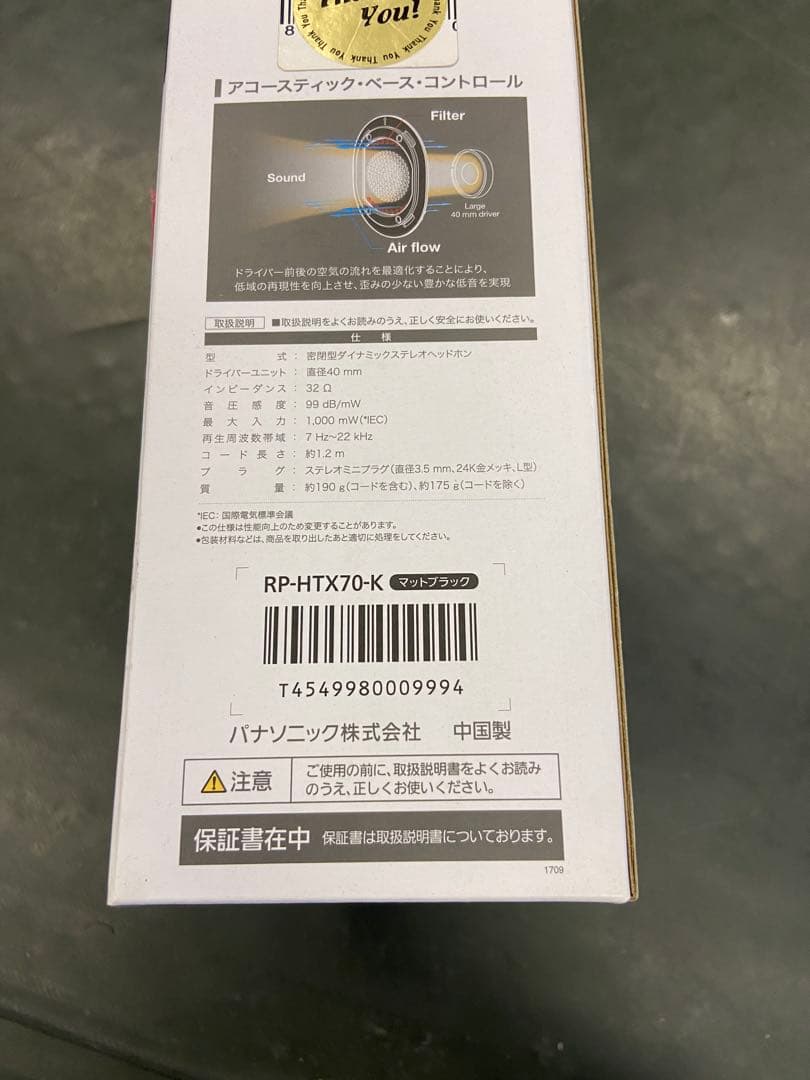 You!
Thank You Thank You Thank You
8
アコースティック・ベース・コントロール
Filter
Sound
Large
40 mm driver
Air flow
ドライバー前後の空気の流れを最適化することにより、
低域の再現性を向上させ、歪みの少ない豊かな低音を実現
取扱説明 ■取扱説明をよくお読みのうえ、正しく安全にお使いください。
仕様
型式：密閉型ダイナミックステレオヘッドホン
ドライバーユニット：直径40 mm
インピーダンス：32 Ω
音圧感度：99 dB/mW
最大入力：1,000 mW(*IEC)
再生周波数帯域：7 Hz~22 kHz
コード長さ：約1.2 m
プラグ：ステレオミニプラグ(直径3.5 mm、24K金メッキ、L型)
質量：約190 g(コードを含む)、約175 g(コードを除く)
*IEC：国際電気標準会議
●この仕様は性能向上のため変更することがあります。
●包装材料などは、商品を取り出したあと適切に処理をしてください。
RP-HTX70-K マットブラック
T4549980009994
パナソニック株式会社 中国製
注意 ご使用の前に、取扱説明書をよくお読み
のうえ、正しくお使いください。
保証書在中 保証書は取扱説明書についております。
1709